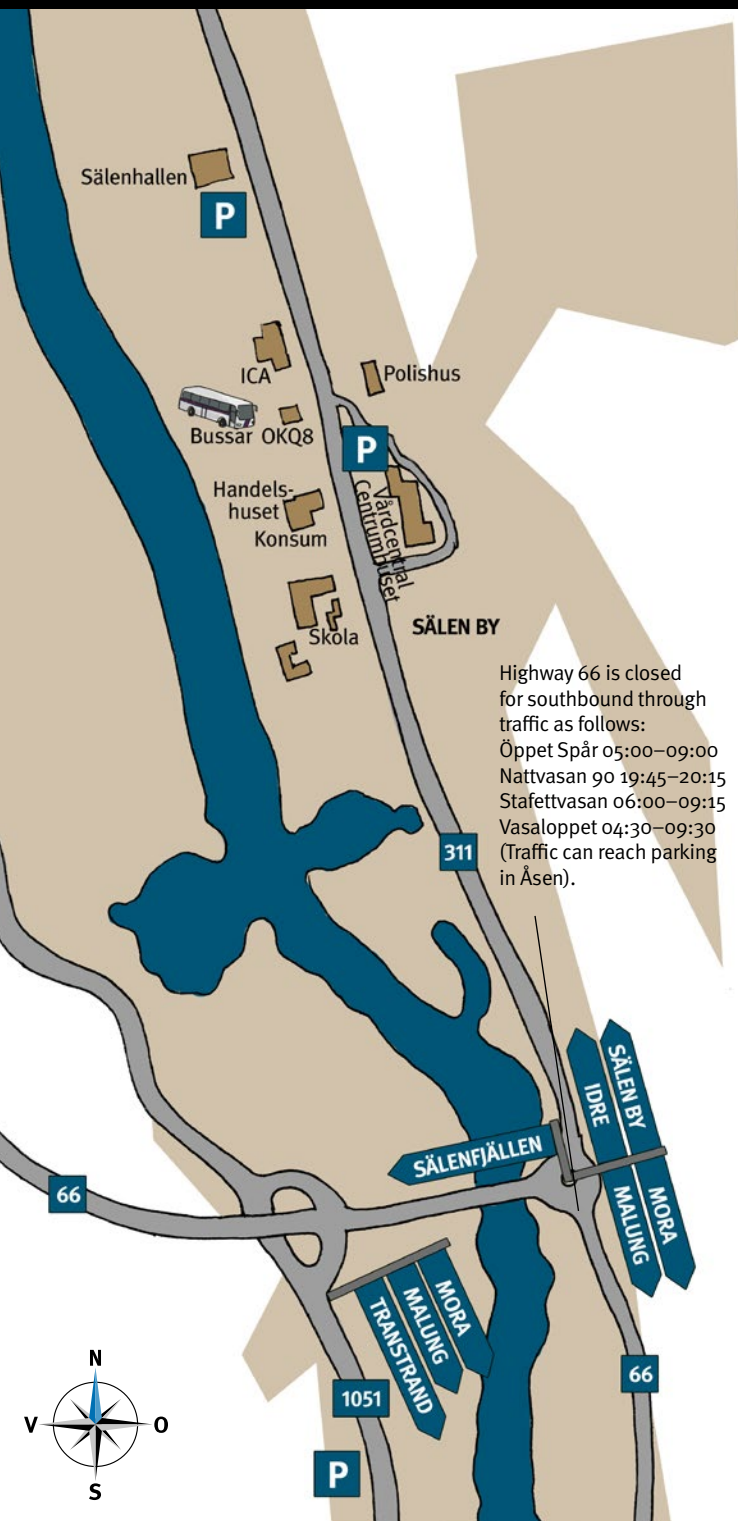 Sälenhallen
P
ICA
Polishus
Bussar
OKQ8
P
Handels-
huset
Konsum
Vårdcentral
Centrumhuset
Skola
SÄLEN BY
Highway 66 is closed
for southbound through
traffic as follows:
Öppet Spår 05:00–09:00
Nattvasan 90 19:45–20:15
Stafettvasan 06:00–09:15
Vasaloppet 04:30–09:30
(Traffic can reach parking
in Åsen).
311
SÄLEN BY
IDRE
SÄLENFJÄLLEN
MORA
MALUNG
66
MORA
MALUNG
TRANSTRAND
66
1051
P
N
V
O
S